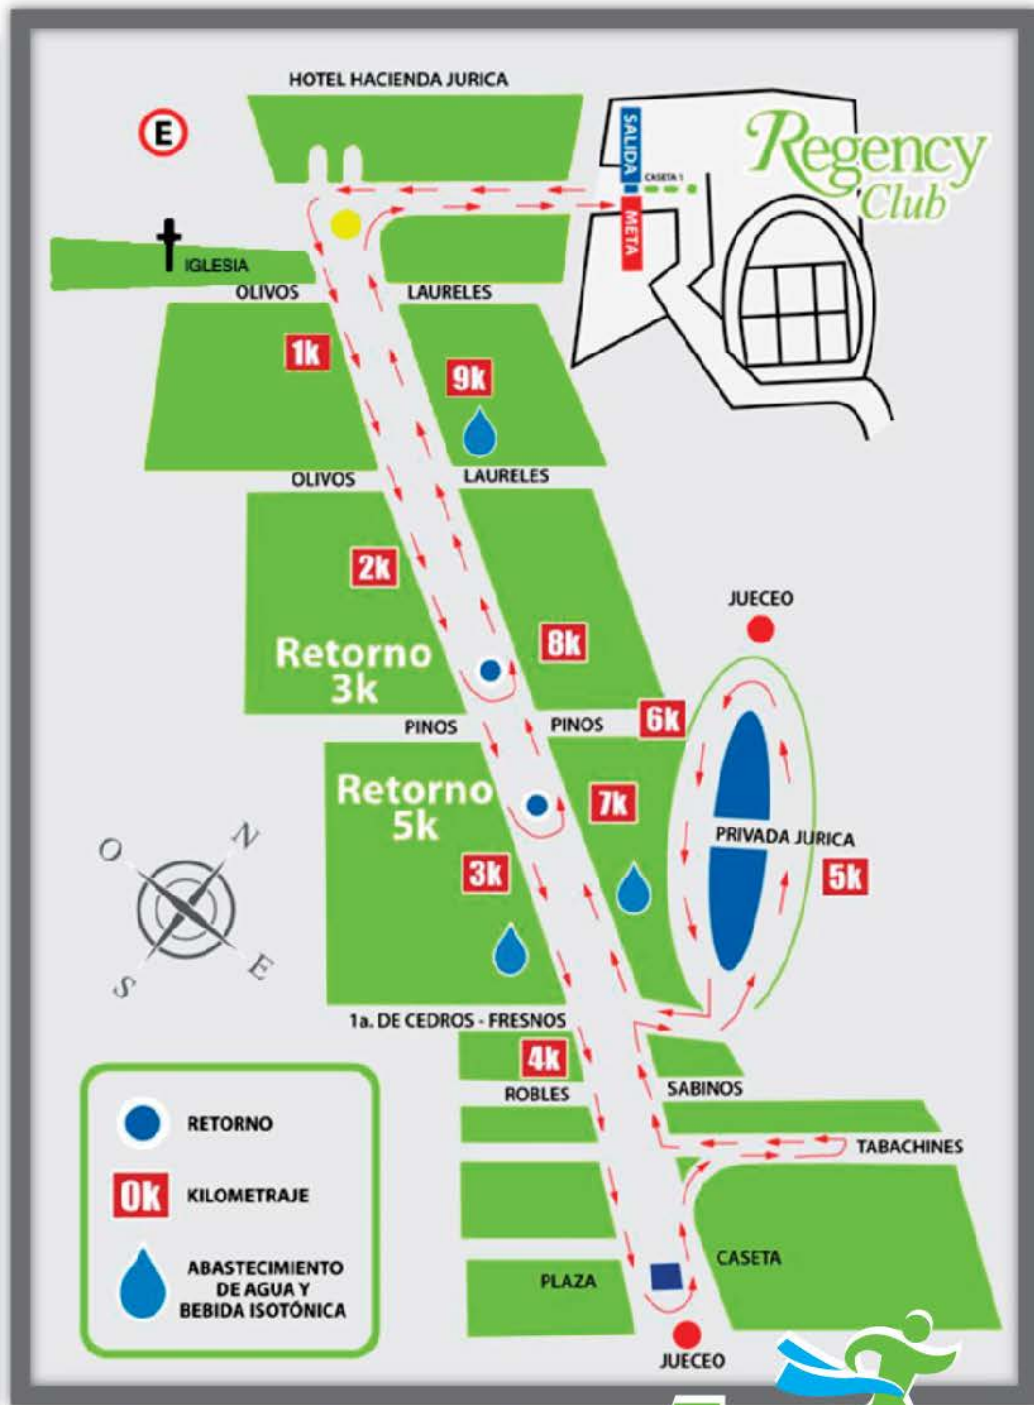 HOTEL HACIENDA JURICA
E
SALIDA
CASETA 1
META
Regency
Club
IGLESIA
OLIVOS
LAURELES
1k
9k
OLIVOS
LAURELES
2k
8k
Retorno
3k
JUECEO
PINOS
PINOS
6k
Retorno
5k
7k
PRIVADA JURICA
3k
5k
O
N
S
E
1a. DE CEDROS - FRESNOS
4k
ROBLES
SABINOS
TABACHINES
CASETA
PLAZA
JUECEO
RETORNO
0k
KILOMETRAJE
ABASTECIMIENTO
DE AGUA Y
BEBIDA ISOTÓNICA